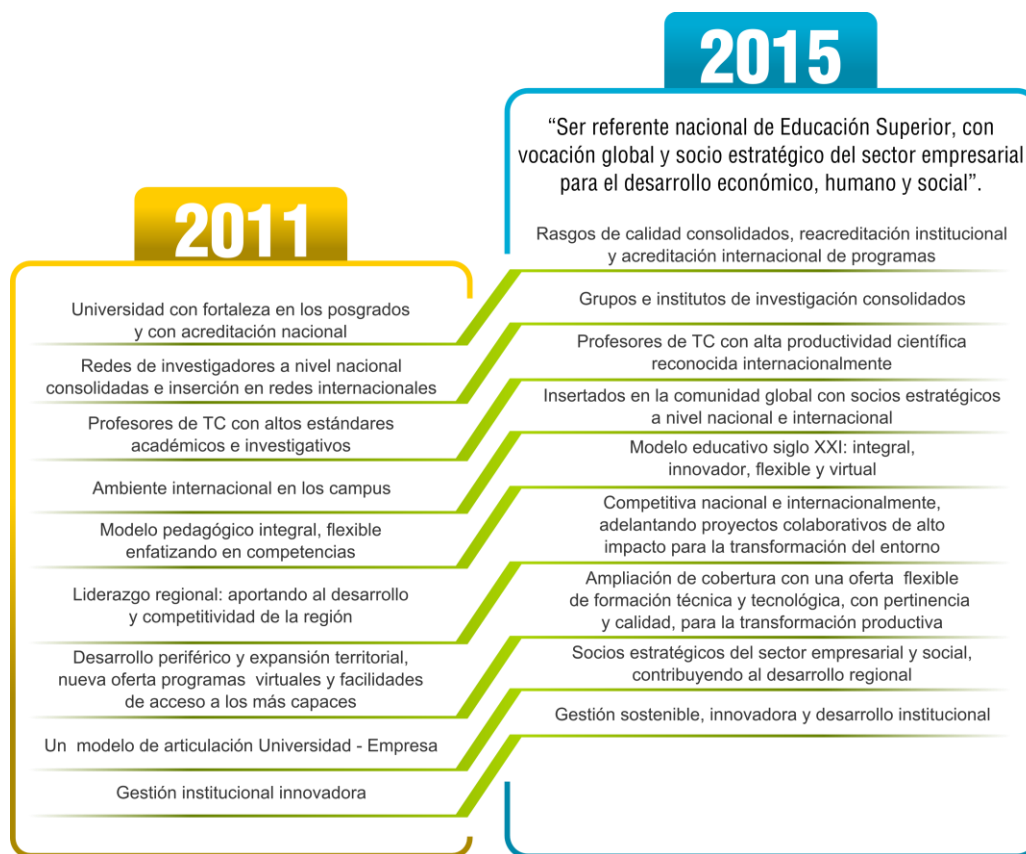 2011
Universidad con fortaleza en los posgrados
y con acreditación nacional
Redes de investigadores a nivel nacional
consolidadas e inserción en redes internacionales
Profesores de TC con altos estándares
académicos e investigativos
Ambiente internacional en los campus
Modelo pedagógico integral, flexible
enfatizando en competencias
Liderazgo regional: aportando al desarrollo
y competitividad de la región
Desarrollo periférico y expansión territorial,
nueva oferta programas virtuales y facilidades
de acceso a los más capaces
Un modelo de articulación Universidad - Empresa
Gestión institucional innovadora
2015
“Ser referente nacional de Educación Superior, con
vocación global y socio estratégico del sector empresarial
para el desarrollo económico, humano y social”.
Rasgos de calidad consolidados, reacreditación institucional
y acreditación internacional de programas
Grupos e institutos de investigación consolidados
Profesores de TC con alta productividad científica
reconocida internacionalmente
Insertados en la comunidad global con socios estratégicos
a nivel nacional e internacional
Modelo educativo siglo XXI: integral,
innovador, flexible y virtual
Competitiva nacional e internacionalmente,
adelantando proyectos colaborativos de alto
impacto para la transformación del entorno
Ampliación de cobertura con una oferta flexible
de formación técnica y tecnológica, con pertinencia
y calidad, para la transformación productiva
Socios estratégicos del sector empresarial y social,
contribuyendo al desarrollo regional
Gestión sostenible, innovadora y desarrollo institucional